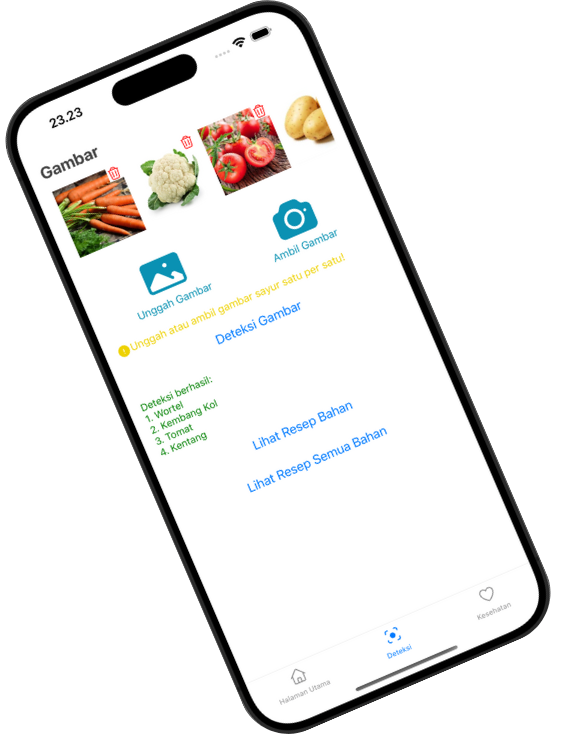 23.23
Gambar
Unggah Gambar
Ambil Gambar
Unggah atau ambil gambar sayur satu per satu!
Deteksi Gambar
Deteksi berhasil:
1. Wortel
2. Kembang Kol
3. Tomat
4. Kentang
Lihat Resep Bahan
Lihat Resep Semua Bahan
Halaman Utama
Deteksi
Kesehatan